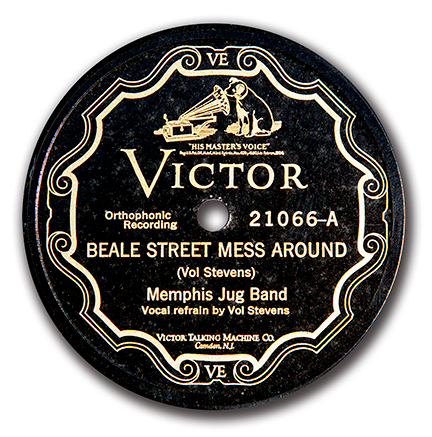 VE
"HIS MASTER'S VOICE"
VICTOR
Orthophonic
Recording
21066-A
BEALE STREET MESS AROUND
(Vol Stevens)
Memphis Jug Band
Vocal refrain by Vol Stevens
VICTOR TALKING MACHINE CO.
Camden, N.J.
VE